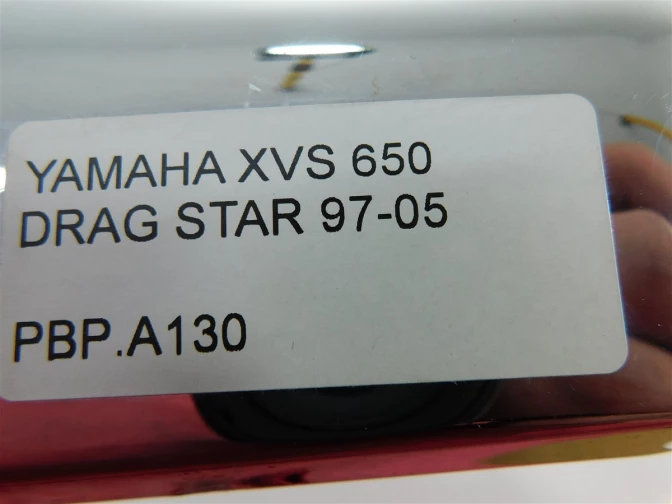 YAMAHA XVS 650
DRAG STAR 97-05
PBP.A130